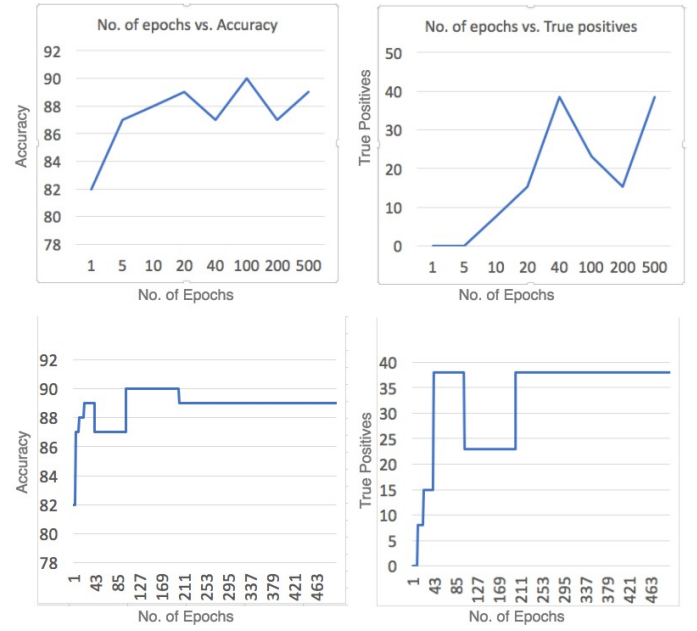 No. of epochs vs. Accuracy
92
90
88
86
84
82
80
78
Accuracy
1 5 10 20 40 100 200 500
No. of Epochs
No. of epochs vs. True positives
50
40
30
20
10
0
True Positives
1 5 10 20 40 100 200 500
No. of Epochs
92
90
88
86
84
82
80
78
Accuracy
1 43 85 127 169 211 253 295 337 379 421 463
No. of Epochs
40
35
30
25
20
15
10
5
0
True Positives
1 43 85 127 169 211 253 295 337 379 421 463
No. of Epochs